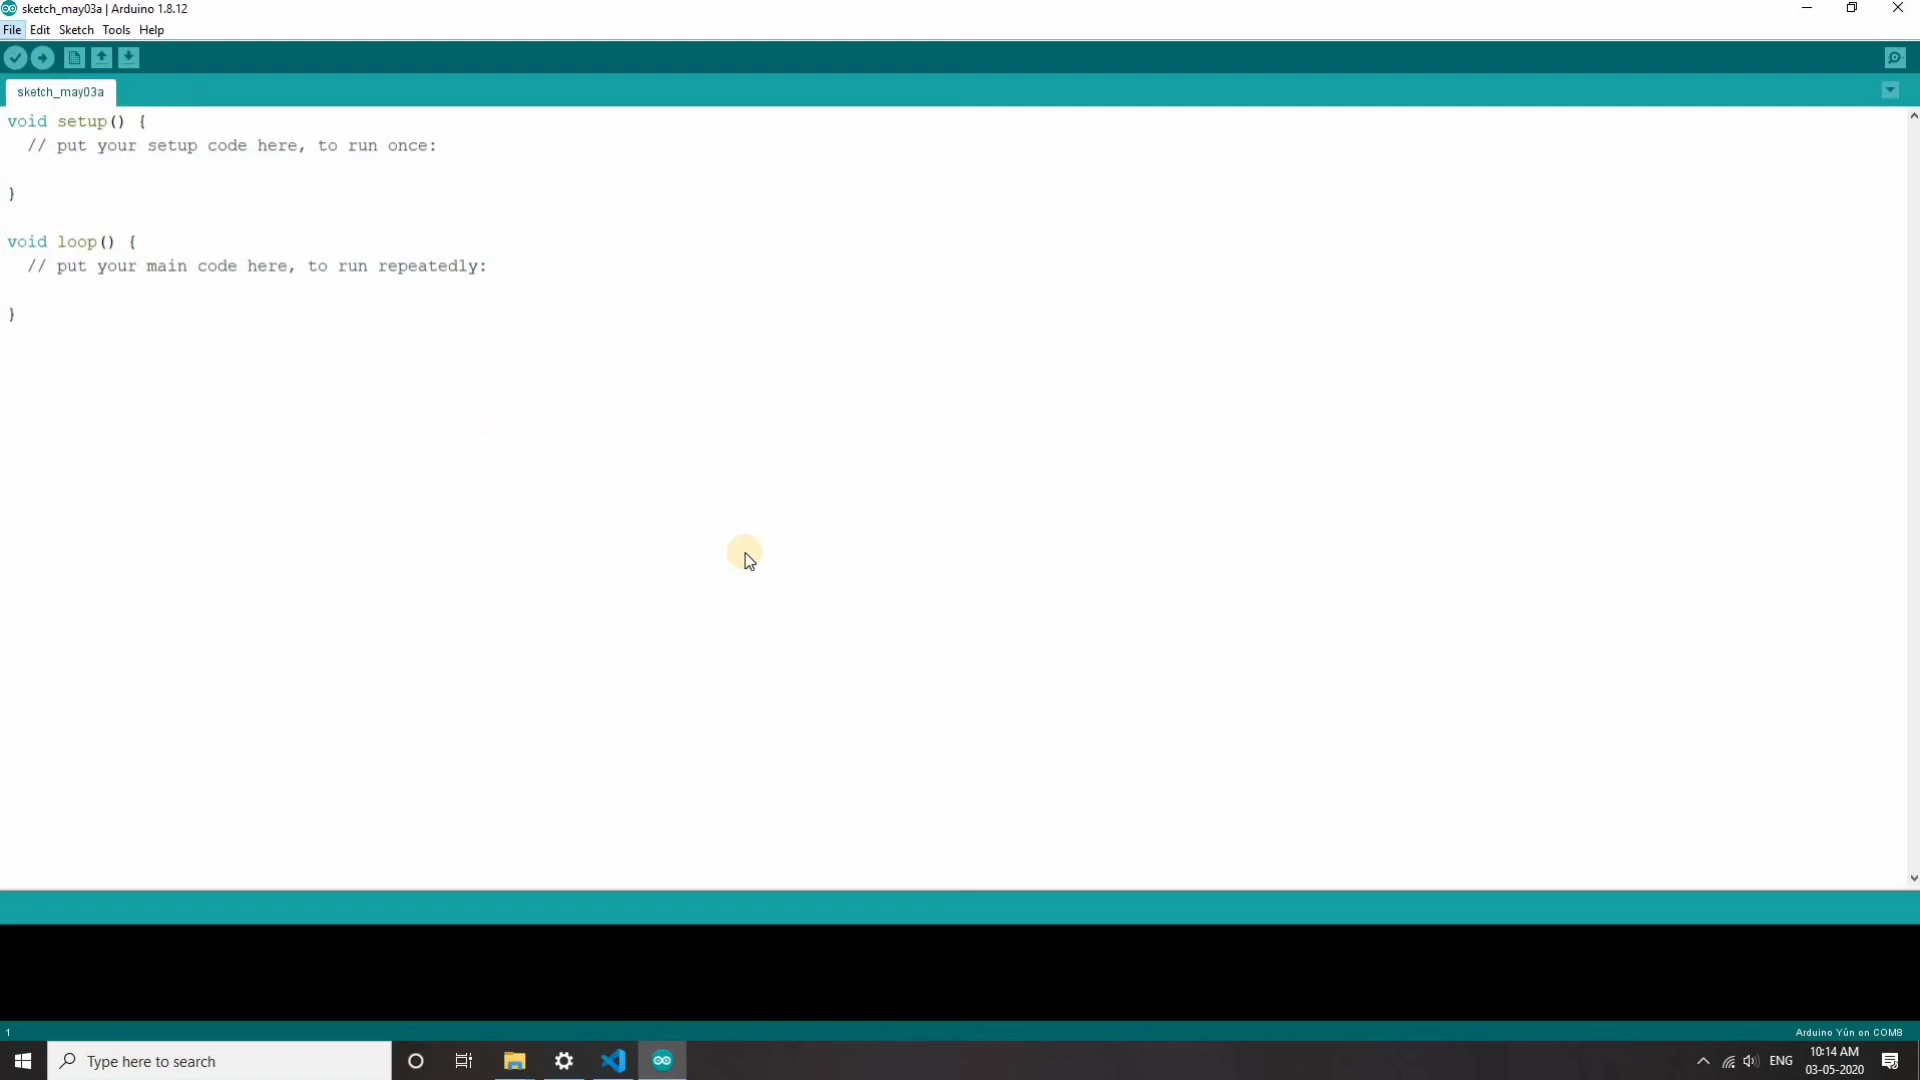 sketch_may03a | Arduino 1.8.12
File Edit Sketch Tools Help
sketch_may03a
void setup() {
  // put your setup code here, to run once:
}
void loop() {
  // put your main code here, to run repeatedly:
}
1
Arduino Yún on COM8
Type here to search
ENG
10:14 AM
03-05-2020